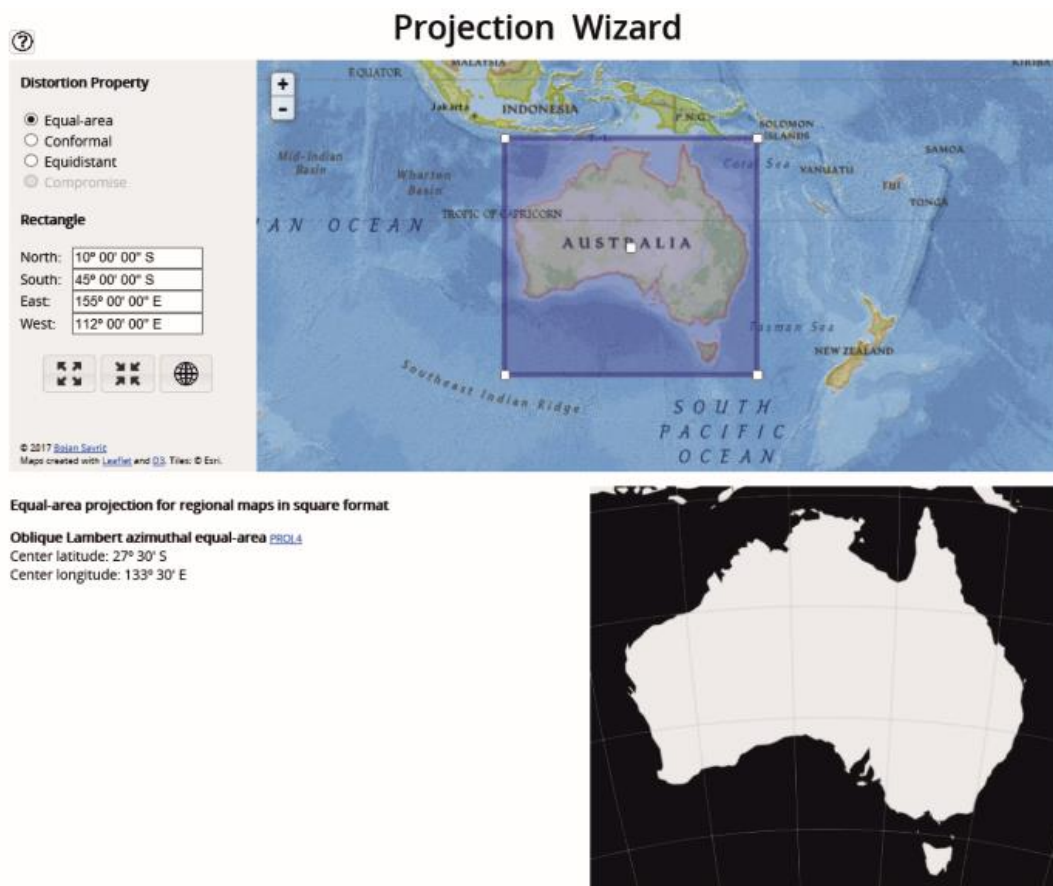 Projection Wizard
Distortion Property
Equal-area
Conformal
Equidistant
Compromise
Rectangle
North: 10º 00' 00" S
South: 45º 00' 00" S
East: 155º 00' 00" E
West: 112º 00' 00" E
© 2017 Bojan Šavrič
Maps created with Leaflet and D3. Tiles: © Esri.
+
-
EQUATOR
MALAYSIA
KIRIBA
Jakarta
INDONESIA
P.N.G.
SOLOMON
ISLANDS
Mid-Indian
Basin
Wharton
Basin
Coral Sea
VANUATU
SAMOA
FIJI
TONGA
AN OCEAN
TROPIC OF CAPRICORN
AUSTRALIA
Tasman Sea
NEW ZEALAND
Southeast Indian Ridge
SOUTH
PACIFIC
OCEAN
Equal-area projection for regional maps in square format
Oblique Lambert azimuthal equal-area PROJ.4
Center latitude: 27º 30' S
Center longitude: 133º 30' E